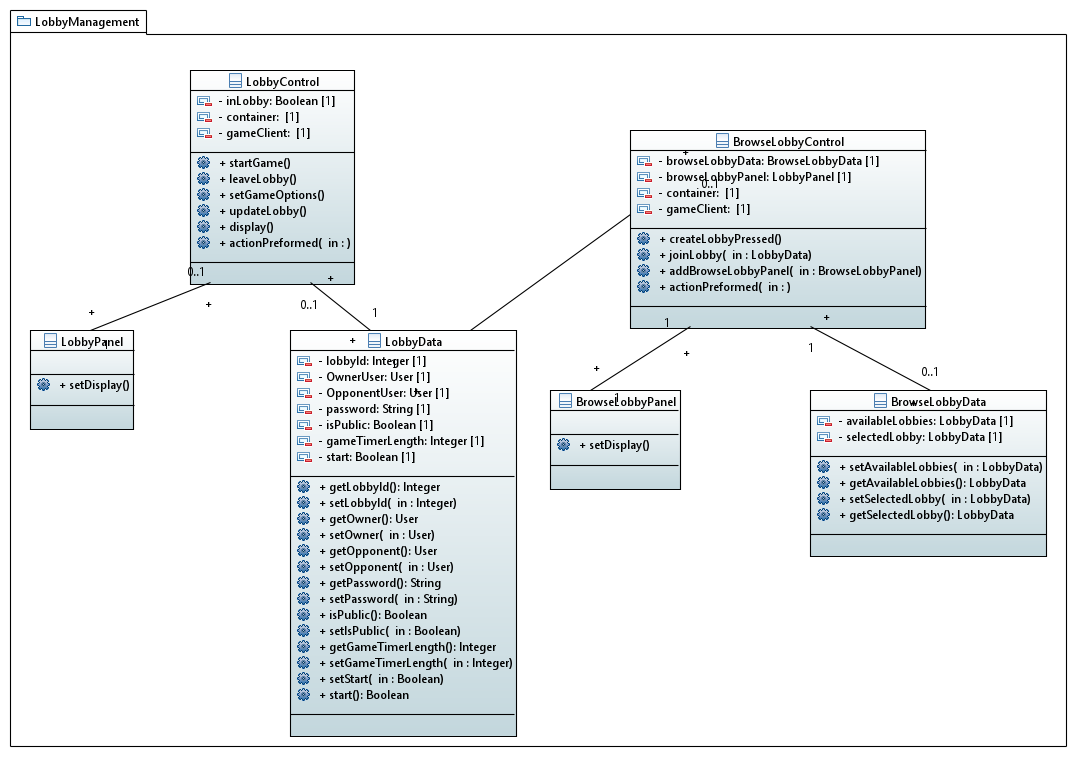 LobbyManagement
LobbyControl
- inLobby: Boolean [1]
- container:  [1]
- gameClient:  [1]
+ startGame()
+ leaveLobby()
+ setGameOptions()
+ updateLobby()
+ display()
+ actionPreformed(  in : )
0..1
+
+
+
0..1
1
LobbyPanel
1
+ setDisplay()
+
LobbyData
- lobbyId: Integer [1]
- OwnerUser: User [1]
- OpponentUser: User [1]
- password: String [1]
- isPublic: Boolean [1]
- gameTimerLength: Integer [1]
- start: Boolean [1]
+ getLobbyId(): Integer
+ setLobbyId(  in : Integer)
+ getOwner(): User
+ setOwner(  in : User)
+ getOpponent(): User
+ setOpponent(  in : User)
+ getPassword(): String
+ setPassword(  in : String)
+ isPublic(): Boolean
+ setIsPublic(  in : Boolean)
+ getGameTimerLength(): Integer
+ setGameTimerLength(  in : Integer)
+ setStart(  in : Boolean)
+ start(): Boolean
BrowseLobbyControl
+
- browseLobbyData: BrowseLobbyData [1]
- browseLobbyPanel: LobbyPanel [1]
0..1
- container:  [1]
- gameClient:  [1]
+ createLobbyPressed()
+ joinLobby(  in : LobbyData)
+ addBrowseLobbyPanel(  in : BrowseLobbyPanel)
+ actionPreformed(  in : )
1
+
+
1
+
0..1
BrowseLobbyPanel
1
+ setDisplay()
BrowseLobbyData
- availableLobbies: LobbyData [1]
- selectedLobby: LobbyData [1]
+ setAvailableLobbies(  in : LobbyData)
+ getAvailableLobbies(): LobbyData
+ setSelectedLobby(  in : LobbyData)
+ getSelectedLobby(): LobbyData